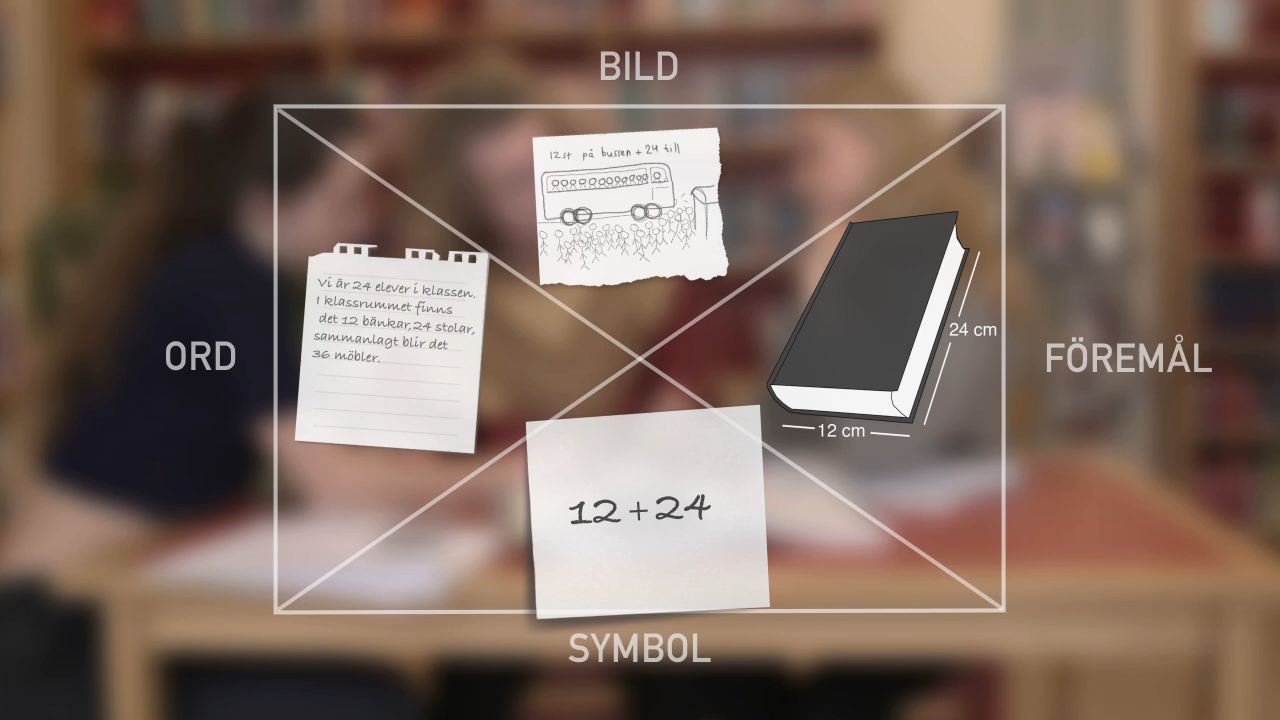 BILD
12st på bussen + 24 till
Vi är 24 elever i klassen.
I klassrummet finns
det 12 bänkar, 24 stolar,
sammanlagt blir det
36 möbler.
24 cm
ORD
FÖREMÅL
12 cm
12 + 24
SYMBOL